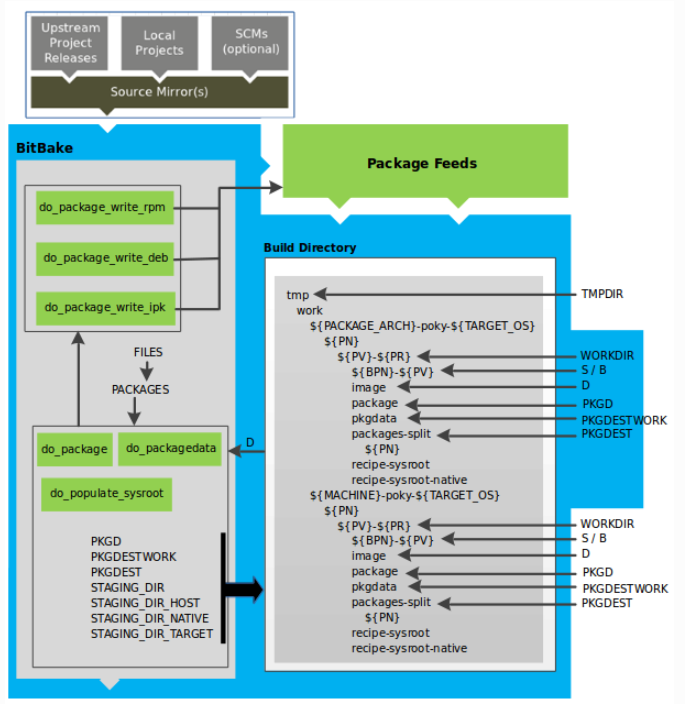 Upstream
Project
Releases
Local
Projects
SCMs
(optional)
Source Mirror(s)
BitBake
Package Feeds
do_package_write_rpm
do_package_write_deb
do_package_write_ipk
FILES
PACKAGES
do_package
do_packagedata
do_populate_sysroot
D
PKGD
PKGDESTWORK
PKGDEST
STAGING_DIR
STAGING_DIR_HOST
STAGING_DIR_NATIVE
STAGING_DIR_TARGET
Build Directory
tmp TMPDIR
work
${PACKAGE_ARCH}-poky-${TARGET_OS}
${PN}
${PV}-${PR} WORKDIR
${BPN}-${PV} S / B
image D
package PKGD
pkgdata PKGDESTWORK
packages-split PKGDEST
${PN}
recipe-sysroot
recipe-sysroot-native
${MACHINE}-poky-${TARGET_OS}
${PN}
${PV}-${PR} WORKDIR
${BPN}-${PV} S / B
image D
package PKGD
pkgdata PKGDESTWORK
packages-split PKGDEST
${PN}
recipe-sysroot
recipe-sysroot-native